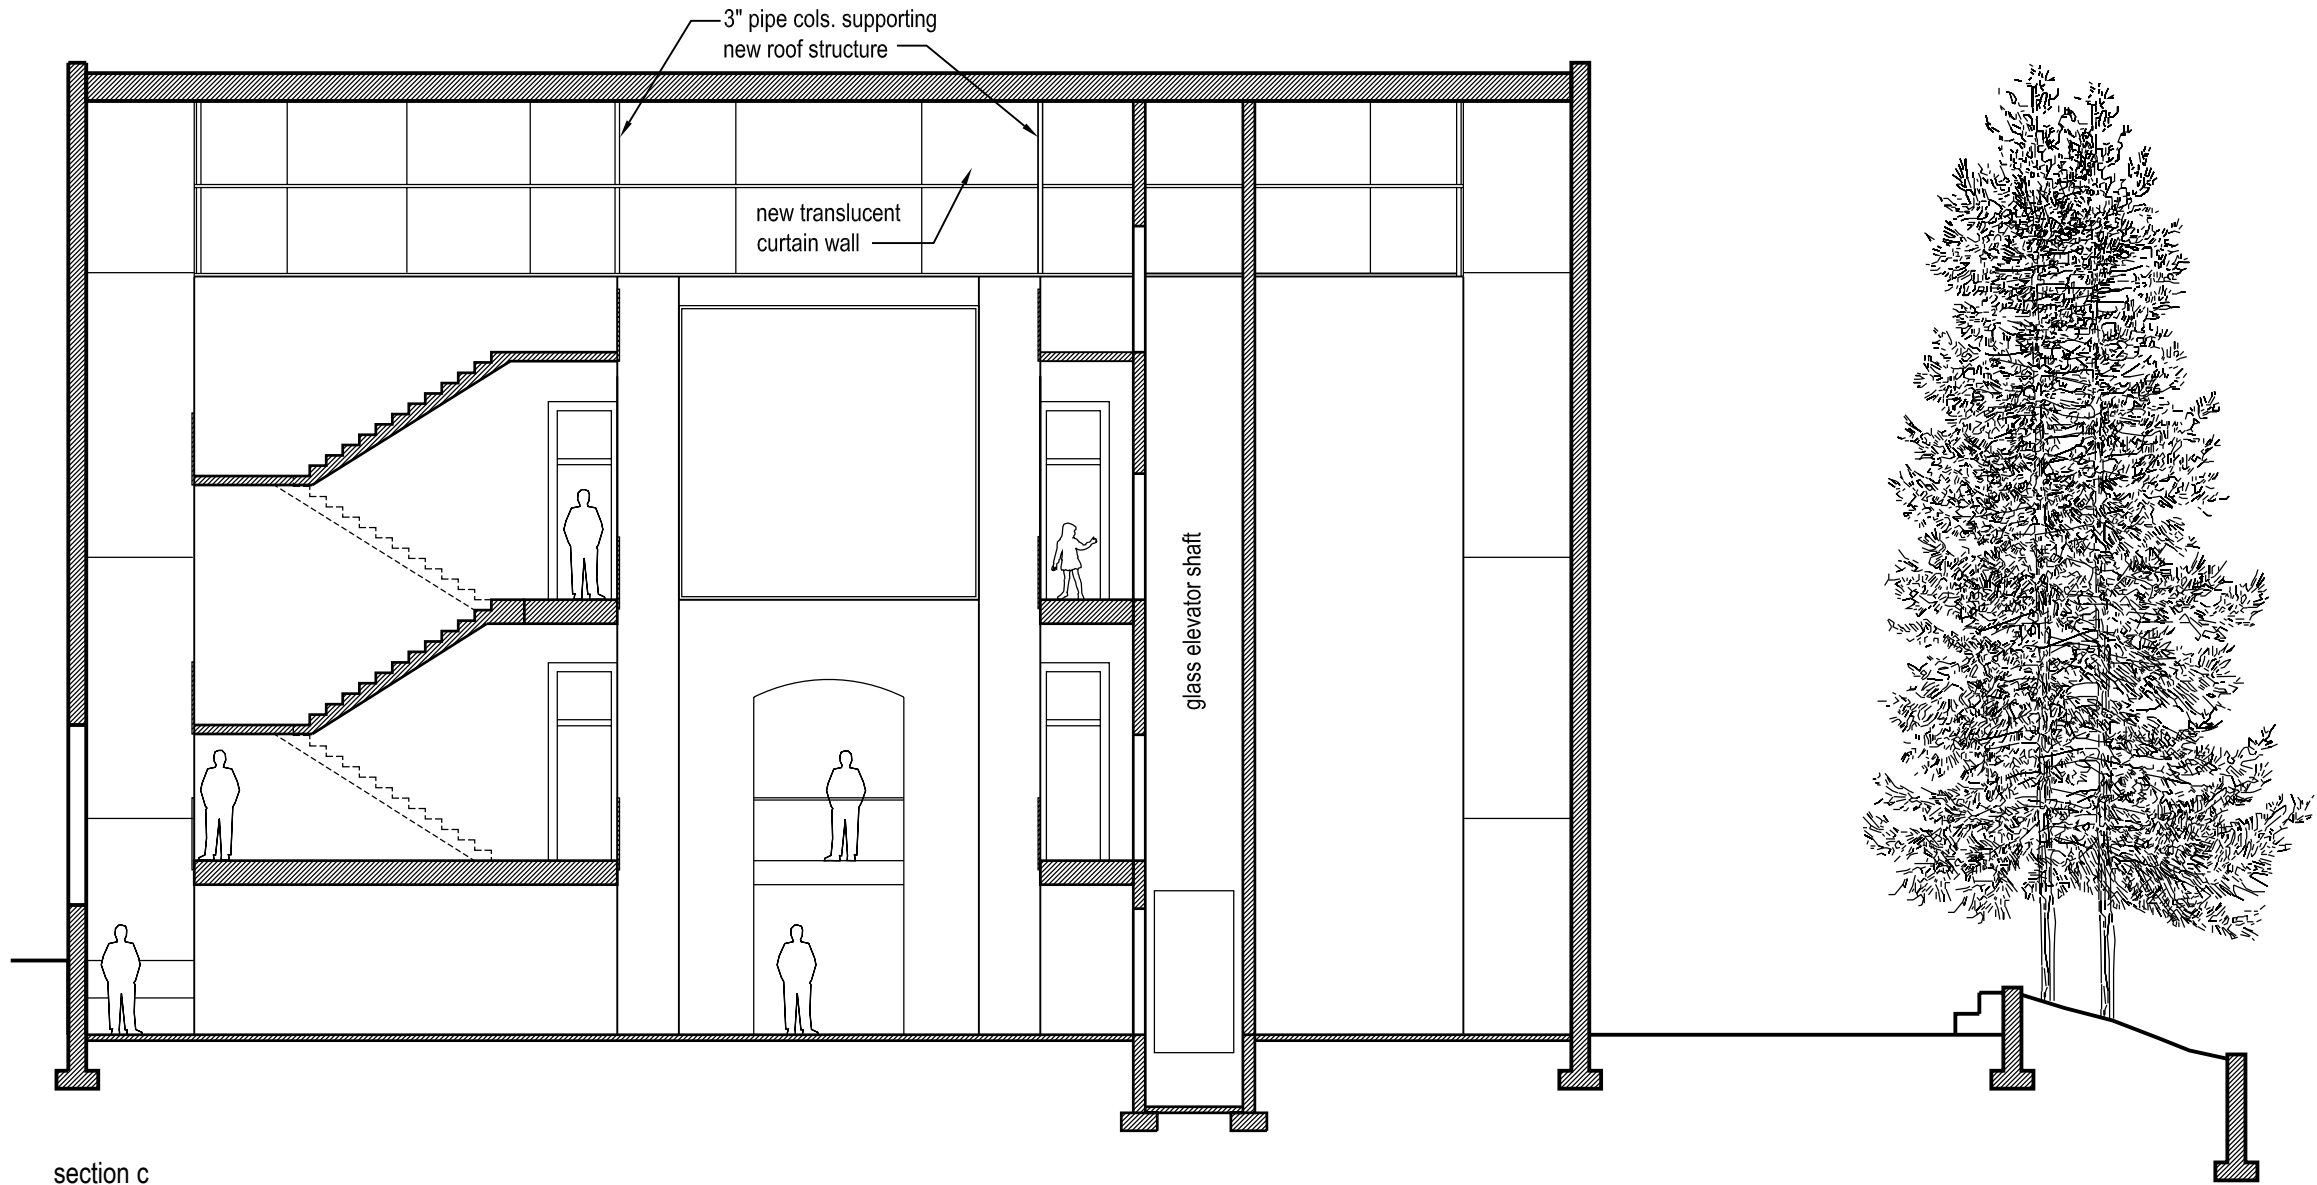 3" pipe cols. supporting
new roof structure
new translucent
curtain wall
glass elevator shaft
section c